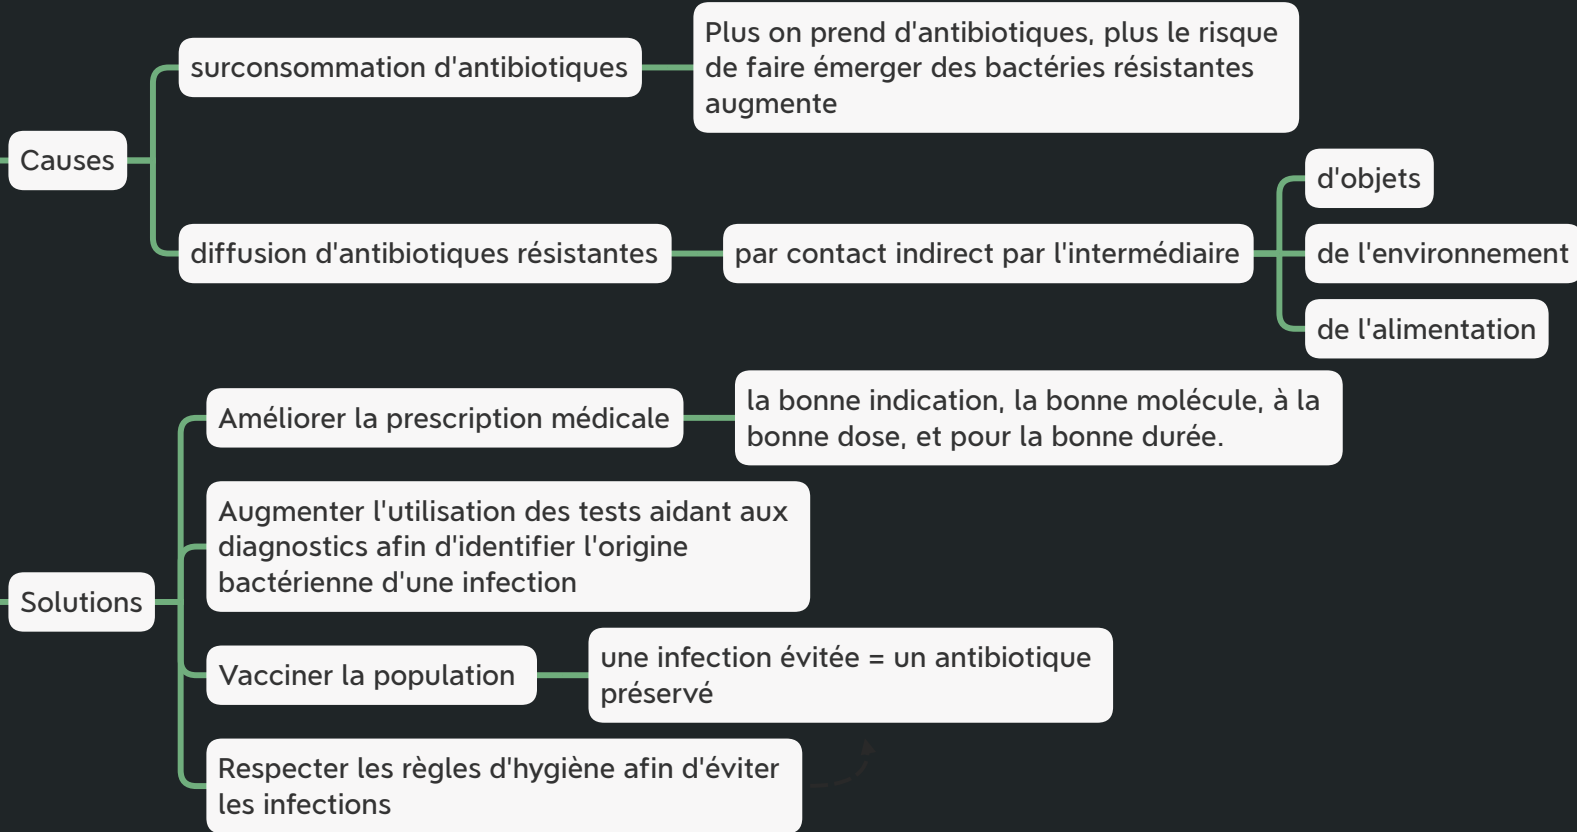 Causes
surconsommation d'antibiotiques
Plus on prend d'antibiotiques, plus le risque
de faire émerger des bactéries résistantes
augmente
diffusion d'antibiotiques résistantes
par contact indirect par l'intermédiaire
d'objets
de l'environnement
de l'alimentation
Solutions
Améliorer la prescription médicale
la bonne indication, la bonne molécule, à la
bonne dose, et pour la bonne durée.
Augmenter l'utilisation des tests aidant aux
diagnostics afin d'identifier l'origine
bactérienne d'une infection
Vacciner la population
une infection évitée = un antibiotique
préservé
Respecter les règles d'hygiène afin d'éviter
les infections